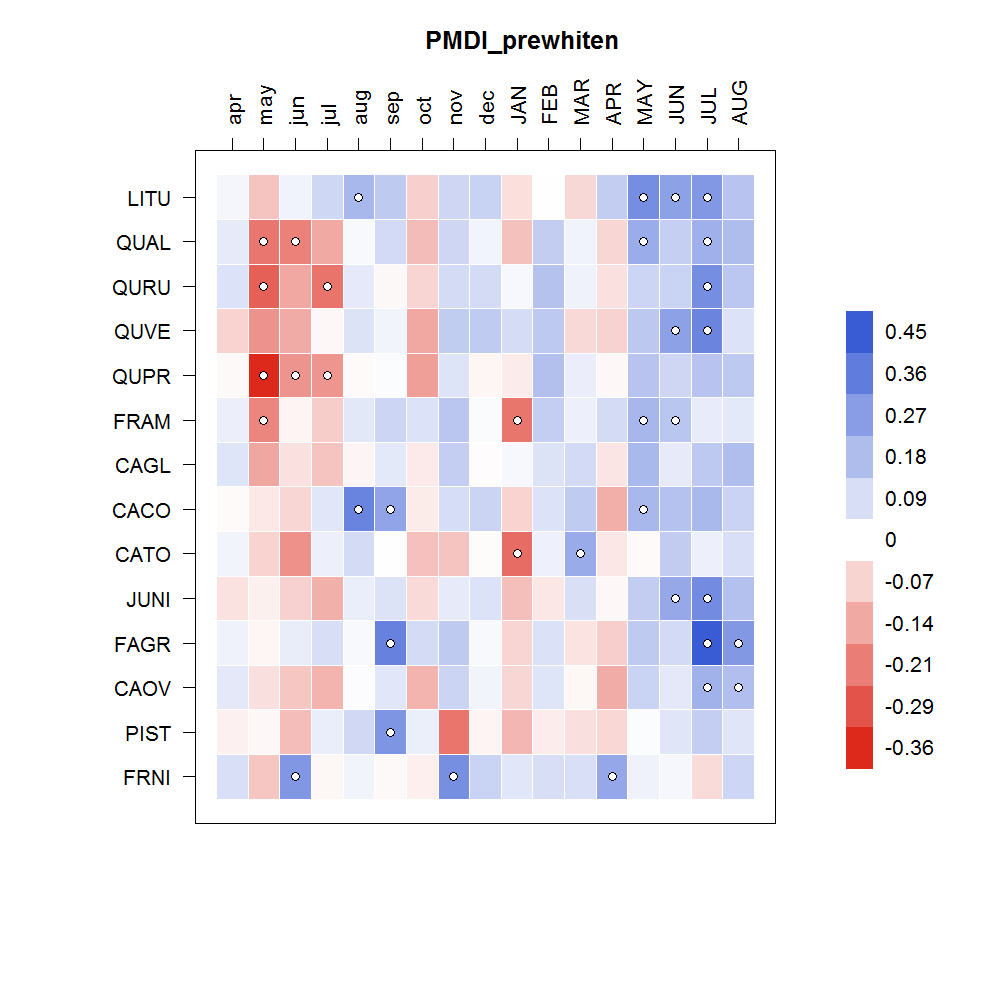 PMDI_prewhiten
apr may jun jul aug sep oct nov dec JAN FEB MAR APR MAY JUN JUL AUG
LITU
QUAL
QURU
QUVE
QUPR
FRAM
CAGL
CACO
CATO
JUNI
FAGR
CAOV
PIST
FRNI
0.45
0.36
0.27
0.18
0.09
0
-0.07
-0.14
-0.21
-0.29
-0.36